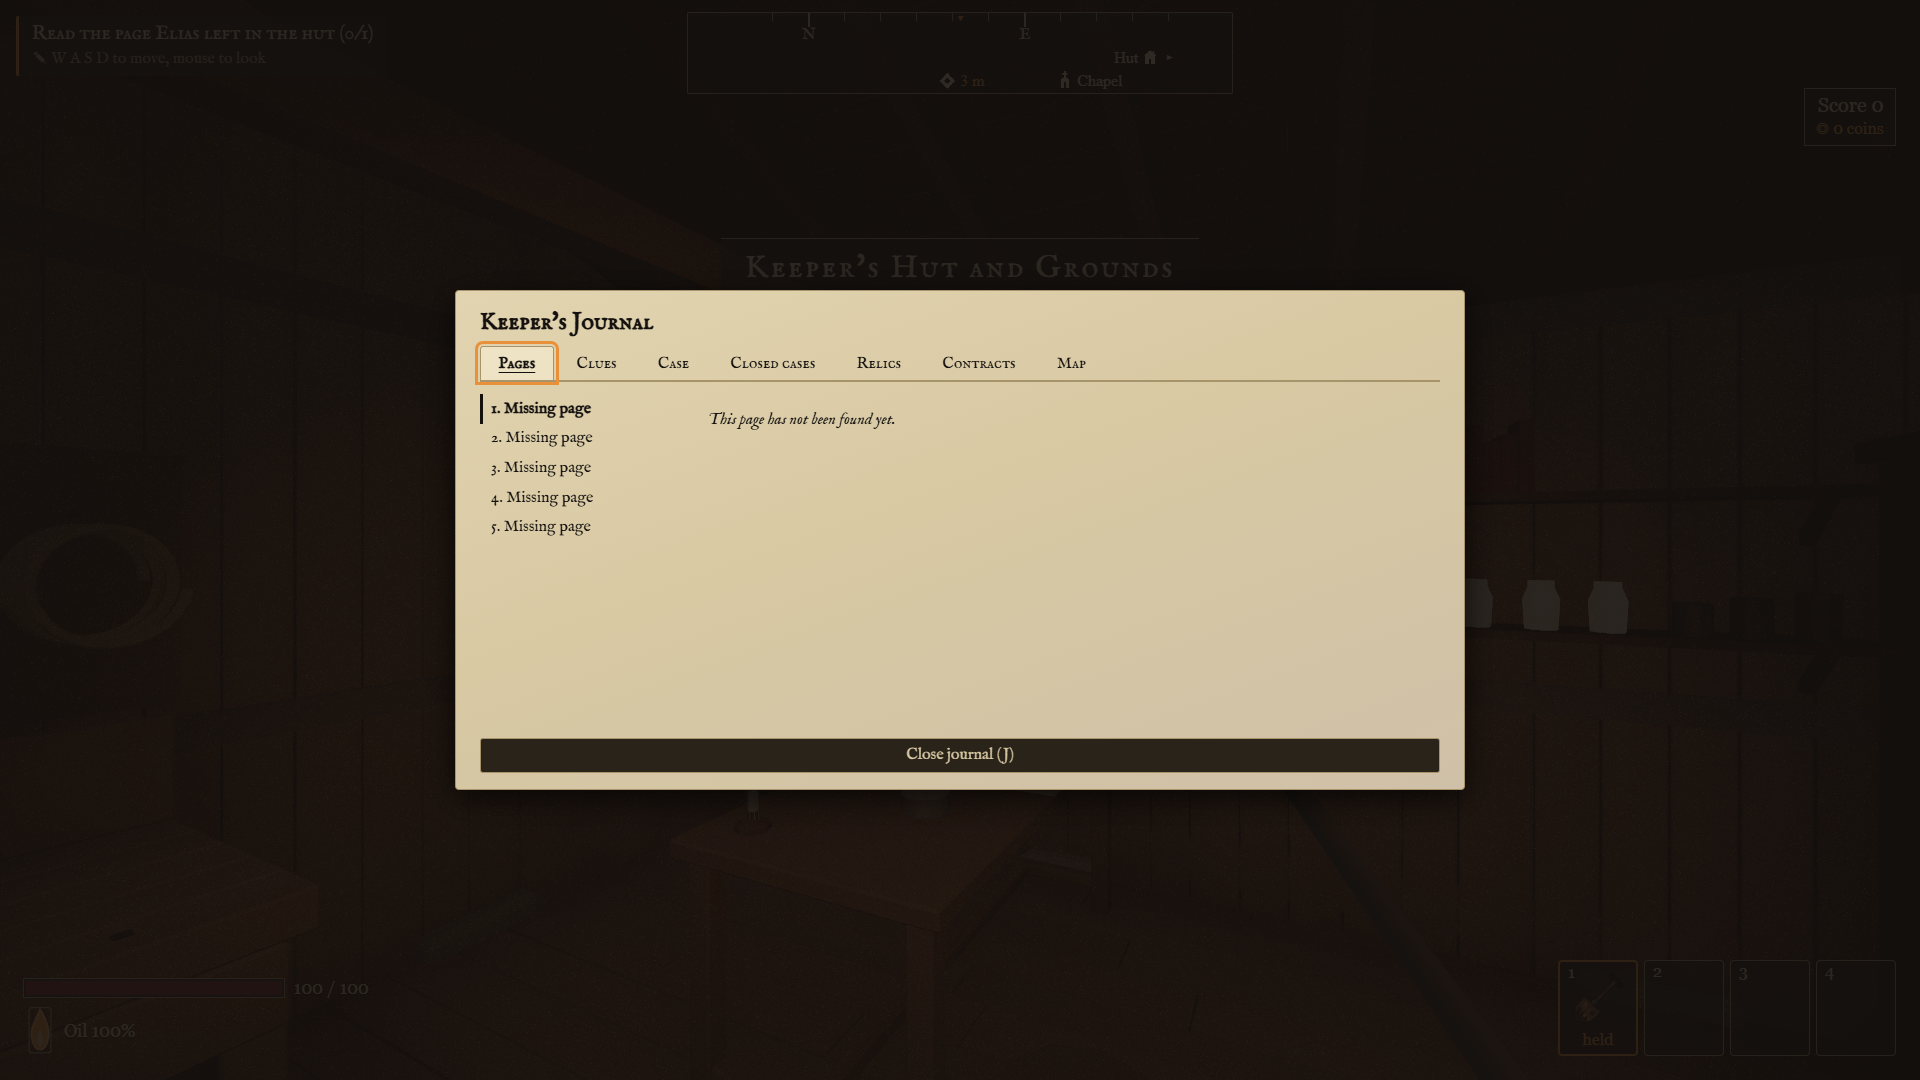 Read the page Elias left in the hut (0/1)
W A S D to move, mouse to look
N
E
Hut
3 m
Chapel
Score 0
0 coins
Keeper's Hut and Grounds
Keeper's Journal
Pages Clues Case Closed cases Relics Contracts Map
1. Missing page
This page has not been found yet.
2. Missing page
3. Missing page
4. Missing page
5. Missing page
Close journal (J)
100 / 100
Oil 100%
1 2 3 4
held